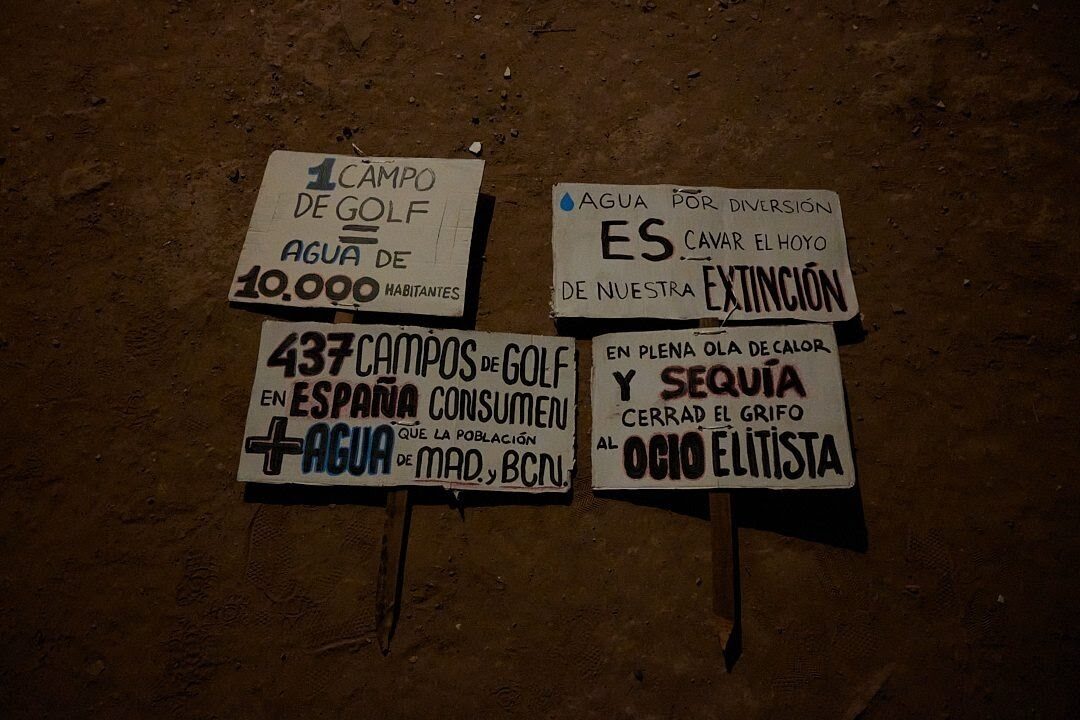 1 CAMPO
DE GOLF
=
AGUA DE
10.000 HABITANTES
AGUA POR DIVERSIÓN
ES CAVAR EL HOYO
DE NUESTRA EXTINCIÓN
437 CAMPOS DE GOLF
EN ESPAÑA CONSUMEN
+ AGUA QUE LA POBLACIÓN
DE MAD. y BCN.
EN PLENA OLA DE CALOR
Y SEQUÍA
CERRAD EL GRIFO
AL OCIO ELITISTA